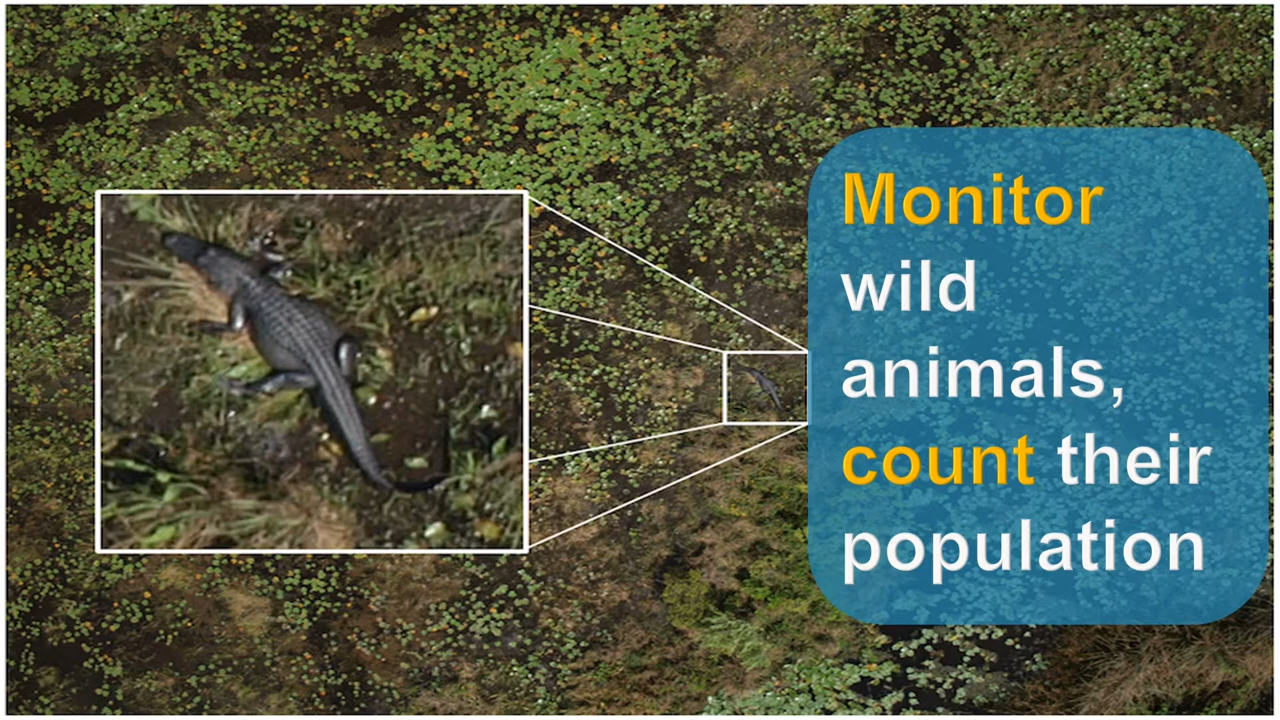 Monitor
wild
animals,
count their
population